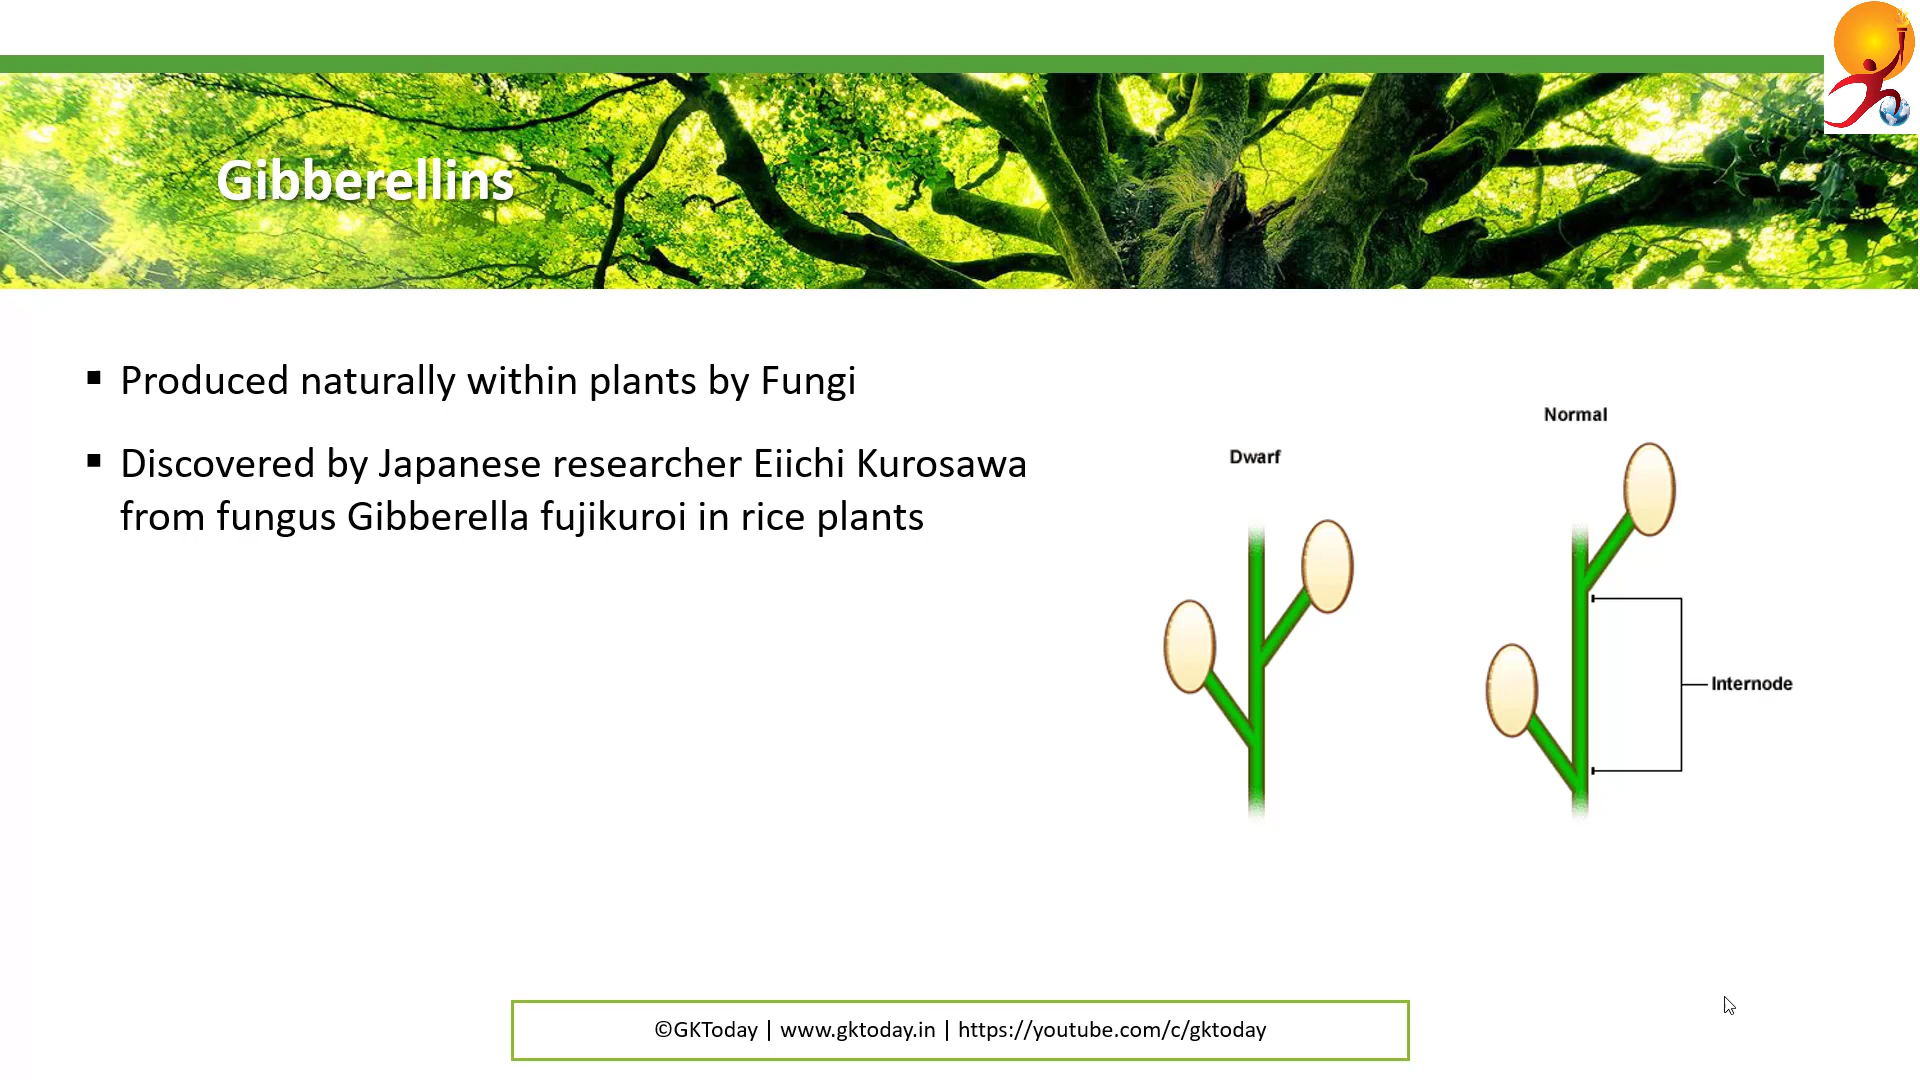 Gibberellins
▪ Produced naturally within plants by Fungi
▪ Discovered by Japanese researcher Eiichi Kurosawa
from fungus Gibberella fujikuroi in rice plants
Normal
Dwarf
Internode
©GKToday | www.gktoday.in | https://youtube.com/c/gktoday